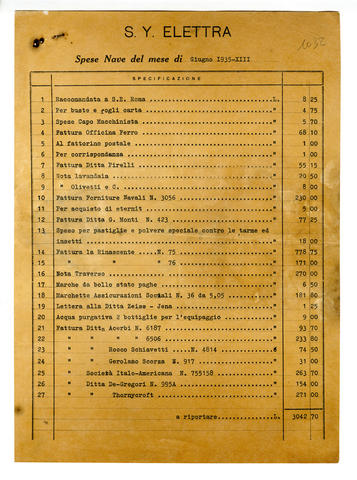 S. Y. ELETTRA
1052
Spese Nave del mese di Giugno 1935-XIII
SPECIFICAZIONE
1 Raccomandata a S.E. Roma L. 8 25
2 Per buste e fogli carta " 4 75
3 Spese Capo Macchinista " 5 70
4 Fattura Officina Ferro " 68 10
5 Al fattorino postale " 1 00
6 Per corrispondenza " 1 00
7 Fattura Ditta Pirelli " 55 15
8 Nota lavandaia " 20 50
9 " Olivetti e C. " 8 00
10 Fattura Forniture Navali N. 3056 " 230 00
11 Per acquisto di stermit " 5 00
12 Fattura Ditta G. Monti N. 423 " 77 25
13 Spese per pastiglie e polvere speciale contro le tarme ed
insetti " 18 00
14 Fattura la Rinascente N. 75 " 778 75
15 " " " 76 " 171 00
16 Nota Traverso " 270 00
17 Marche da bollo stato paghe " 6 50
18 Marchette Assicurazioni Sociali N. 36 da 5,05 " 181 80
19 Lettera alla Ditta Zeiss - Jena " 1 25
20 Acqua purgativa 2 bottiglie per l'equipaggio " 9 00
21 Fattura Ditta, Acerbi N. 6187 " 93 70
22 " " " 6506 " 233 80
23 " " Rocco Schiavetti N. 4814 " 74 50
24 " " Gerolamo Scorza N. 917 " 31 00
25 " Società Italo-Americana N. 755158 " 263 70
26 " Ditta De-Gregori N. 995A " 154 00
27 " " Thornycroft " 271 00
a riportare L. 3042 70